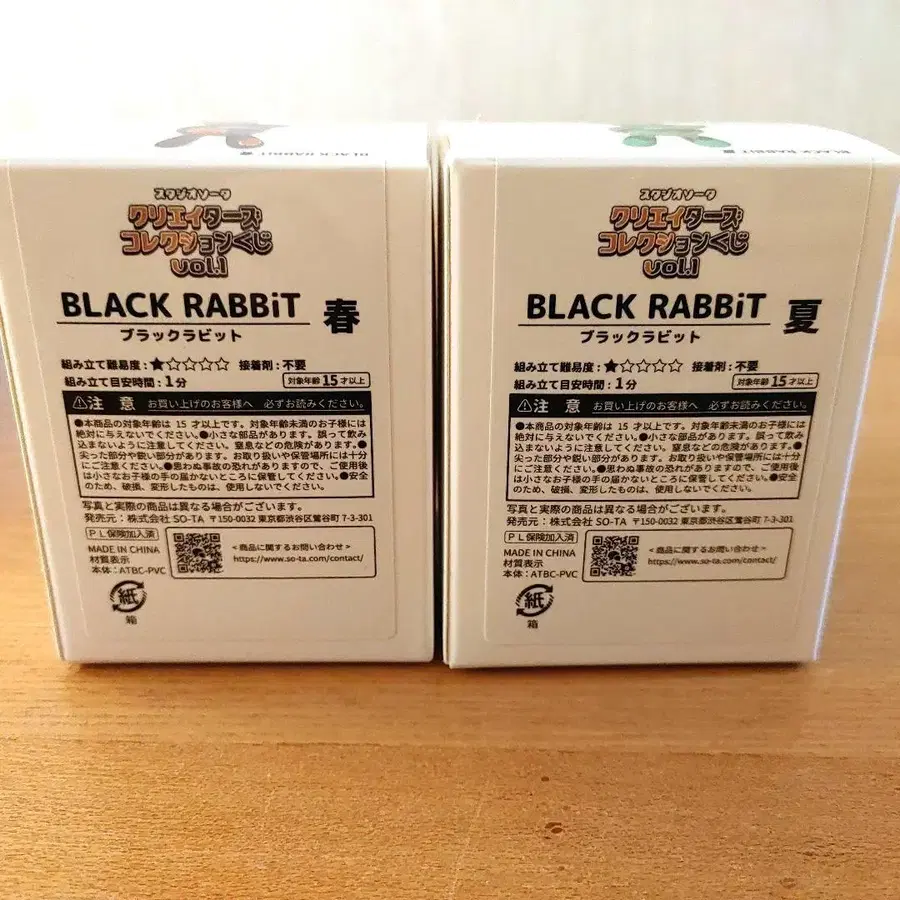 BLACK RABBiT 夏
スタジオソータ
クリエイターズ
コレクションくじ
vol.1
BLACK RABBiT 春
ブラックラビット
組み立て難易度:★☆☆☆☆ 接着剤:不要
組み立て目安時間:1分 対象年齢15才以上
⚠注 意 お買い上げのお客様へ 必ずお読みください。
●本商品の対象年齢は 15 才以上です。対象年齢未満のお子様には
絶対に与えないでください。●小さな部品があります。誤って飲み
込まないように注意してください。窒息などの危険があります。●
尖った部分や鋭い部分があります。お取り扱いや保管場所には十分
にご注意ください。●思わぬ事故の恐れがありますので、ご使用後
は小さなお子様の手の届かないところに保管してください。●安全
のため、破損、変形したものは、使用しないでください。
写真と実際の商品は異なる場合がございます。
発売元:株式会社 SO-TA 〒150-0032 東京都渋谷区鶯谷町 7-3-301
PL保険加入済
MADE IN CHINA
材質表示
本体:ATBC-PVC
<商品に関するお問い合わせ>
https://www.so-ta.com/contact/
紙
箱
BLACK RABBiT 夏
スタジオソータ
クリエイターズ
コレクションくじ
vol.1
BLACK RABBiT 夏
ブラックラビット
組み立て難易度:★☆☆☆☆ 接着剤:不要
組み立て目安時間:1分 対象年齢15才以上
⚠注 意 お買い上げのお客様へ 必ずお読みください。
●本商品の対象年齢は 15 才以上です。対象年齢未満のお子様には
絶対に与えないでください。●小さな部品があります。誤って飲み
込まないように注意してください。窒息などの危険があります。●
尖った部分や鋭い部分があります。お取り扱いや保管場所には十分
にご注意ください。●思わぬ事故の恐れがありますので、ご使用後
は小さなお子様の手の届かないところに保管してください。●安全
のため、破損、変形したものは、使用しないでください。
写真と実際の商品は異なる場合がございます。
発売元:株式会社 SO-TA 〒150-0032 東京都渋谷区鶯谷町 7-3-301
PL保険加入済
MADE IN CHINA
材質表示
本体:ATBC-PVC
<商品に関するお問い合わせ>
https://www.so-ta.com/contact/
紙
箱